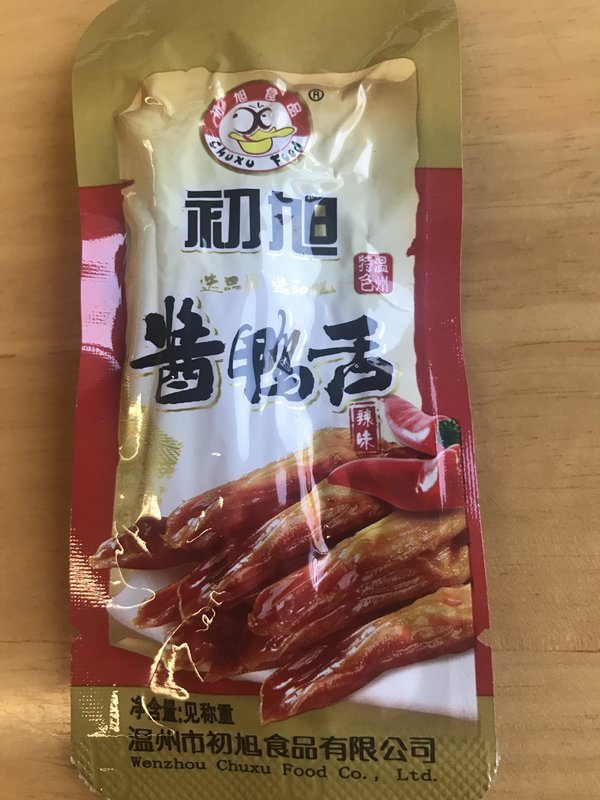 初旭食品
®
Chuxu Food
初旭
温州
特色
酱鸭舌
辣味
净含量:见称重
温州市初旭食品有限公司
Wenzhou Chuxu Food Co., Ltd.